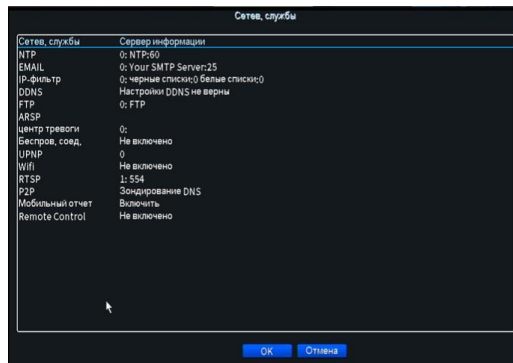 Сетев, службы
Сетев, службы Сервер информации
NTP 0: NTP:60
EMAIL 0: Your SMTP Server:25
IP-фильтр 0: черные списки:0 белые списки:0
DDNS Настройки DDNS не верны
FTP 0: FTP
ARSP
центр тревоги 0:
Беспров, соед, Не включено
UPNP 0
Wifi Не включено
RTSP 1: 554
P2P Зондирование DNS
Мобильный отчет Включить
Remote Control Не включено
OK Отмена